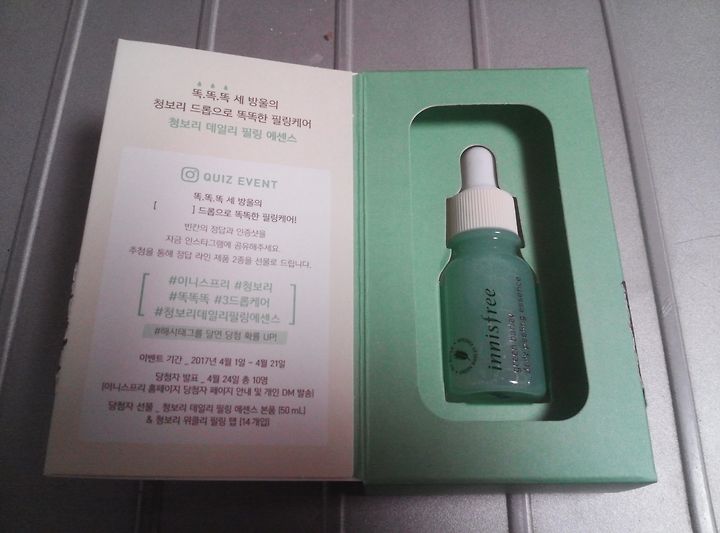 똑.똑.똑 세 방울의
청보리 드롭으로 똑똑한 필링케어
청보리 데일리 필링 에센스
QUIZ EVENT
똑.똑.똑 세 방울의
[ ] 드롭으로 똑똑한 필링케어!
빈칸의 정답과 인증샷을
지금 인스타그램에 공유해주세요.
추첨을 통해 정답 라인 제품 2종을 선물로 드립니다.
#이니스프리 #청보리
#똑똑똑 #3드롭케어
#청보리데일리필링에센스
#해시태그를 달면 당첨 확률 UP!
이벤트 기간 _ 2017년 4월 1일 ~ 4월 21일
당첨자 발표 _ 4월 24일 총 10명
(이니스프리 홈페이지 당첨자 페이지 안내 및 개인 DM 발송)
당첨자 선물 _ 청보리 데일리 필링 에센스 본품 (50 mL)
& 청보리 위클리 필링 탭 (14개입)
innisfree
green barley
daily peeling essence